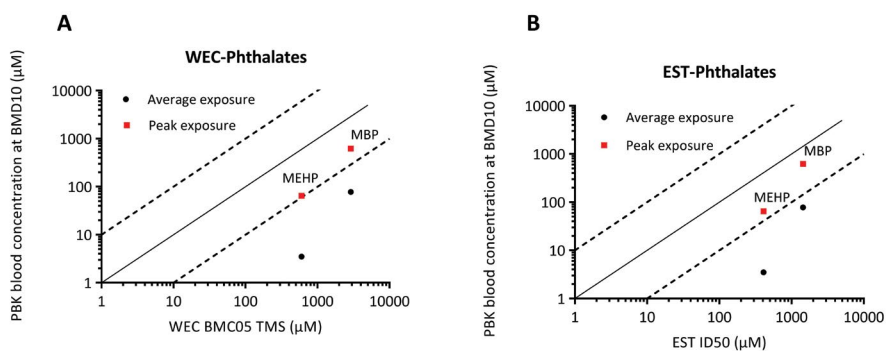 A
WEC-Phthalates
PBK blood concentration at BMD10 (µM)
10000
1000
100
10
1
Average exposure
Peak exposure
MBP
MEHP
1
10
100
1000
10000
WEC BMC05 TMS (µM)
B
EST-Phthalates
PBK blood concentration at BMD10 (µM)
10000
1000
100
10
1
Average exposure
Peak exposure
MBP
MEHP
1
10
100
1000
10000
EST ID50 (µM)